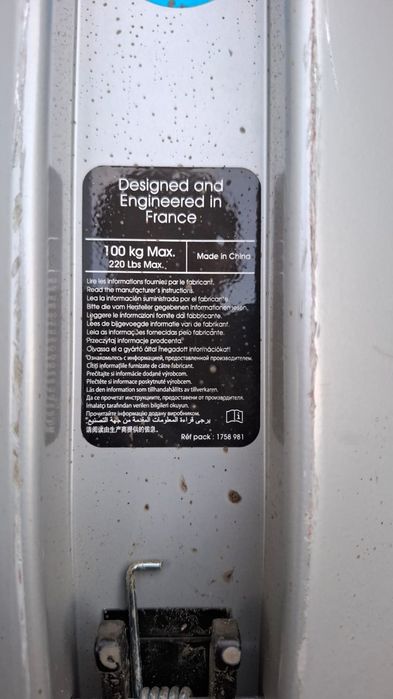 Designed and
Engineered in
France
100 kg Max.
220 Lbs Max.
Made in China
Lire les informations fournies par le fabricant.
Read the manufacturer's instructions.
Lea la información suministrada por el fabricante.
Bitte die vom Hersteller gegebenen Informationen lesen.
Leggere le informazioni fornite dal fabbricante.
Lees de bijgevoegde informatie van de fabrikant.
Leia as informações fornecidas pelo fabricante.
Przeczytaj informacje producenta.
Olvassa el a gyártó által megadott információkat!
Ознакомьтесь с информацией, предоставленной производителем.
Citiți informațiile furnizate de către fabricant.
Prečítajte si informácie dodané výrobcom.
Přečtěte si informace poskytnuté výrobcem.
Läs den information som tillhandahållits av tillverkaren.
Да се прочетат инструкциите, предоставени от производителя.
İmalatçı tarafından verilen bilgileri okuyun.
Прочитайте інформацію додану виробником.
يرجى قراءة المعلومات المقدمة من جهة التصنيع
请阅读由生产商提供的信息。
Réf pack : 1758 981